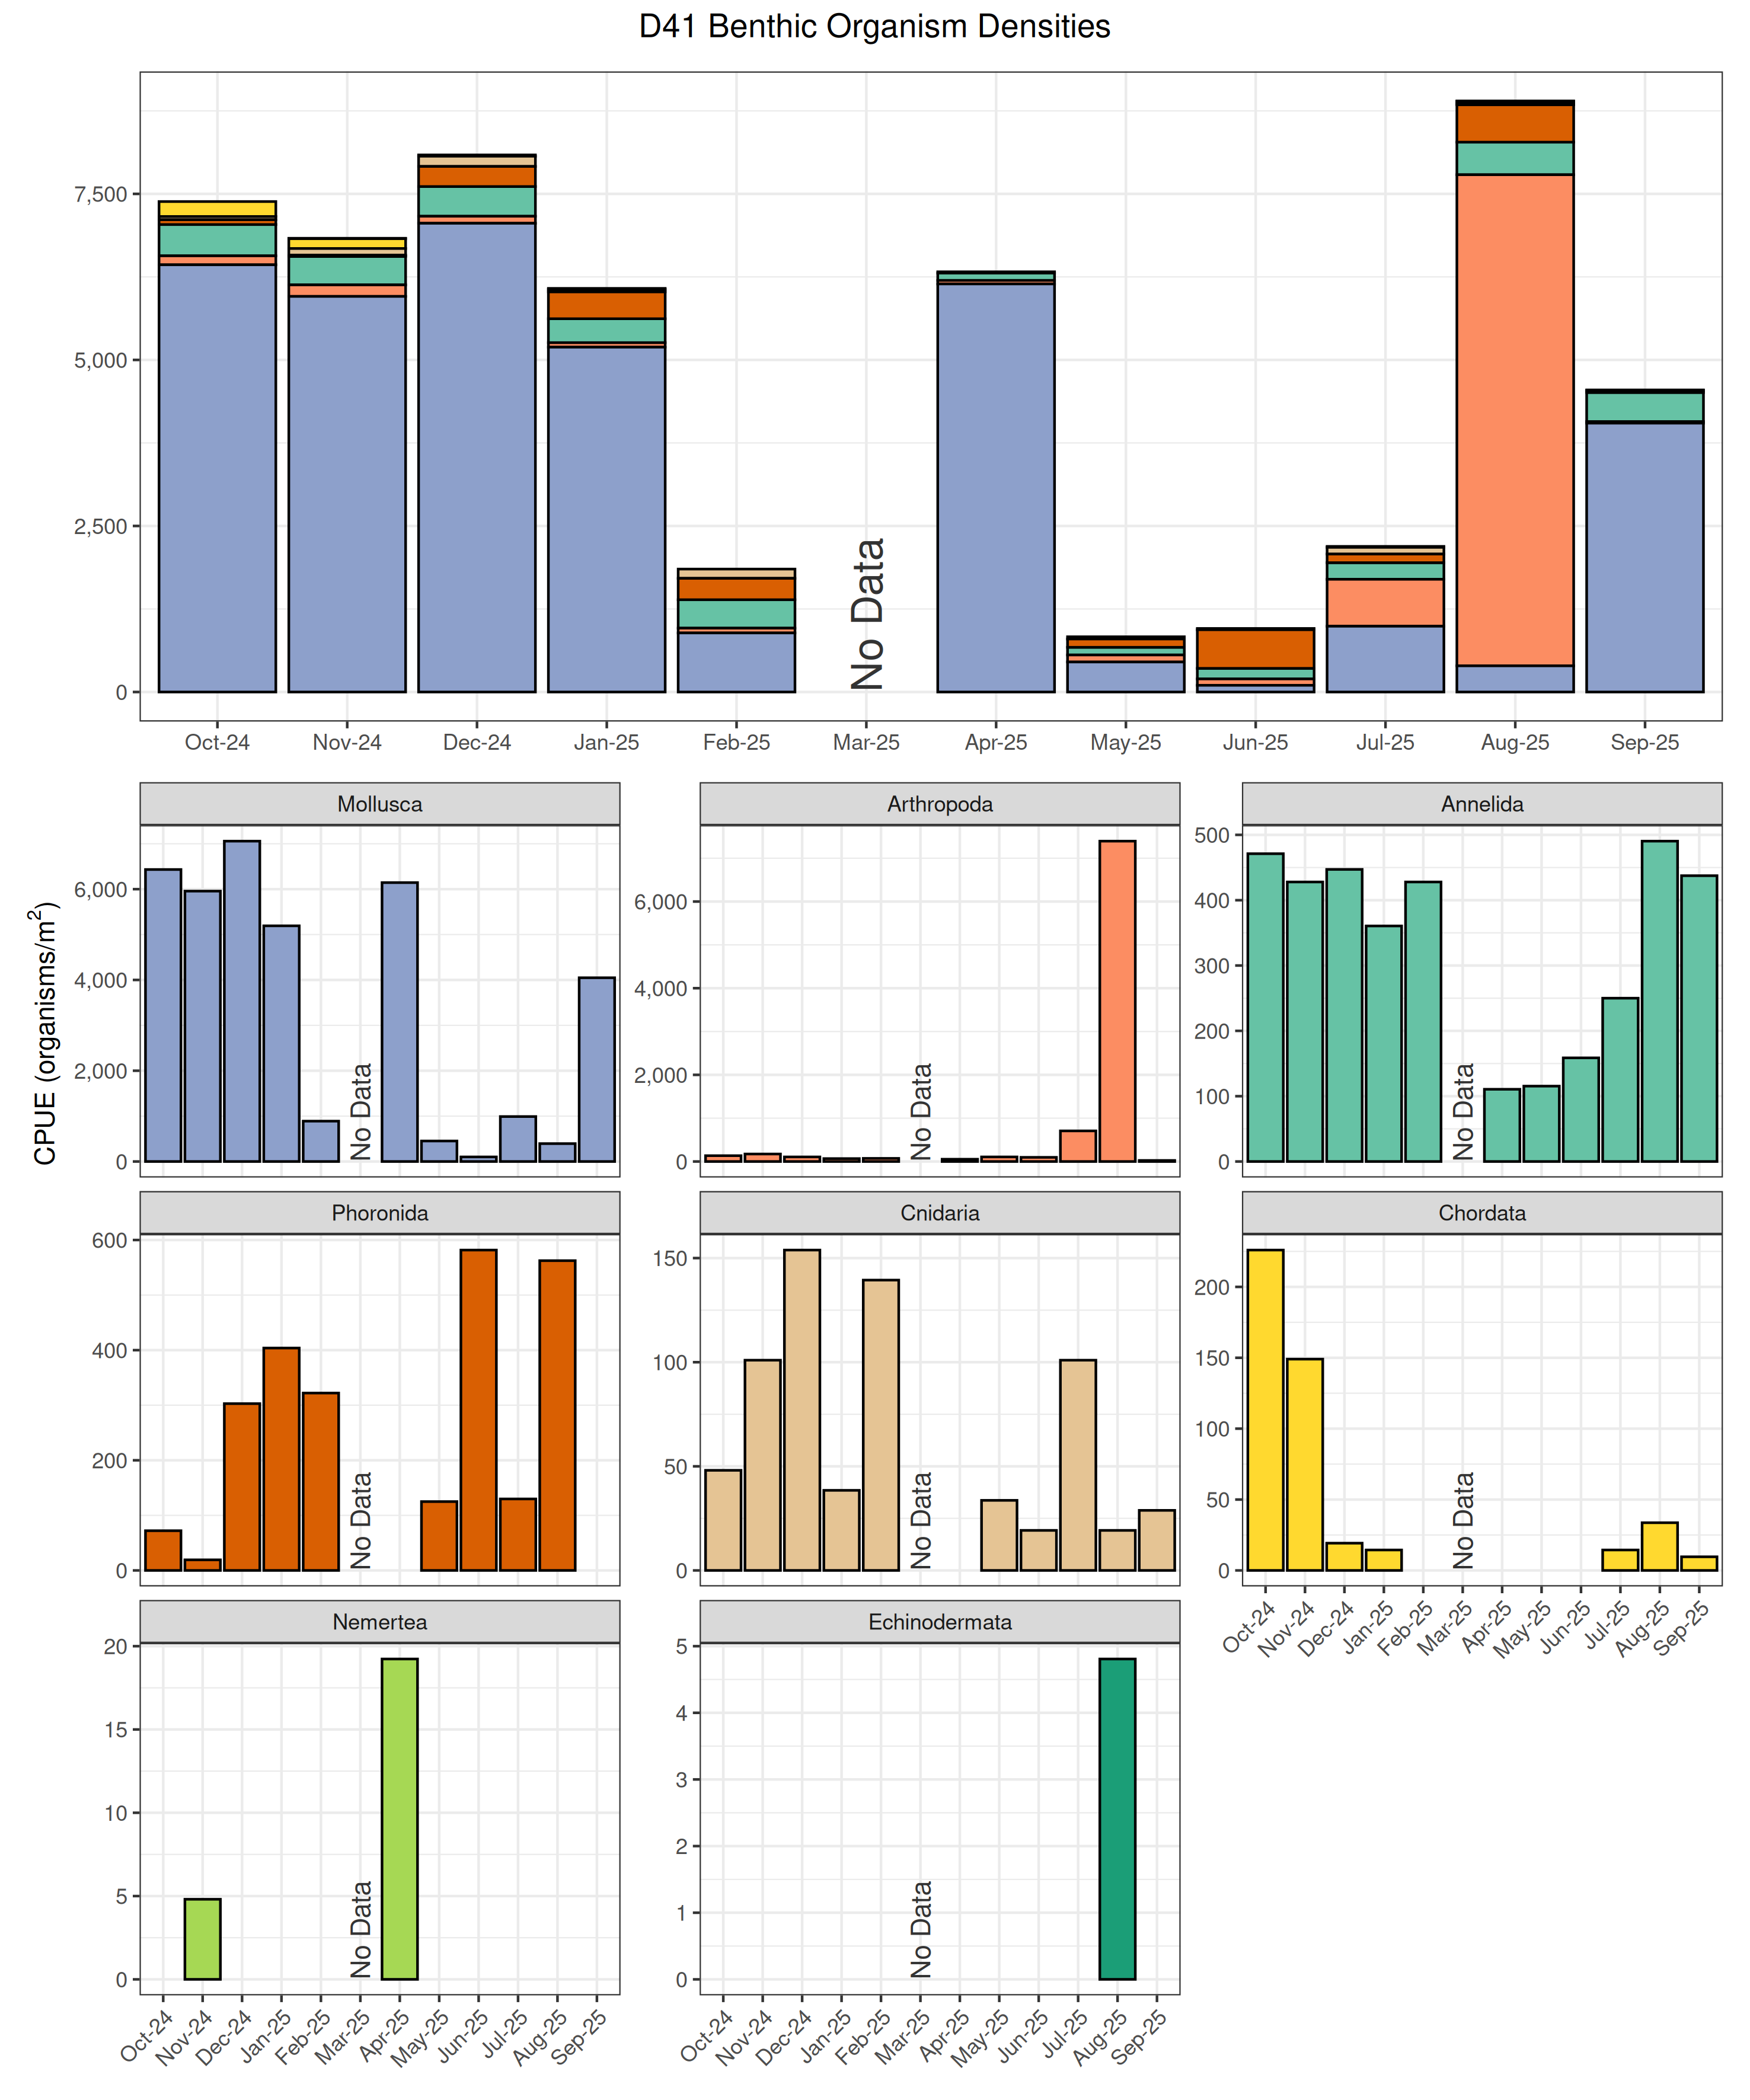 D41 Benthic Organism Densities
CPUE (organisms/m²)
7,500
5,000
2,500
0
No Data
Oct-24 Nov-24 Dec-24 Jan-25 Feb-25 Mar-25 Apr-25 May-25 Jun-25 Jul-25 Aug-25 Sep-25
Mollusca
6,000
4,000
2,000
0
No Data
Arthropoda
6,000
4,000
2,000
0
No Data
Annelida
500
400
300
200
100
0
No Data
Phoronida
600
400
200
0
No Data
Cnidaria
150
100
50
0
No Data
Chordata
200
150
100
50
0
No Data
Oct-24 Nov-24 Dec-24 Jan-25 Feb-25 Mar-25 Apr-25 May-25 Jun-25 Jul-25 Aug-25 Sep-25
Nemertea
20
15
10
5
0
No Data
Oct-24 Nov-24 Dec-24 Jan-25 Feb-25 Mar-25 Apr-25 May-25 Jun-25 Jul-25 Aug-25 Sep-25
Echinodermata
5
4
3
2
1
0
No Data
Oct-24 Nov-24 Dec-24 Jan-25 Feb-25 Mar-25 Apr-25 May-25 Jun-25 Jul-25 Aug-25 Sep-25